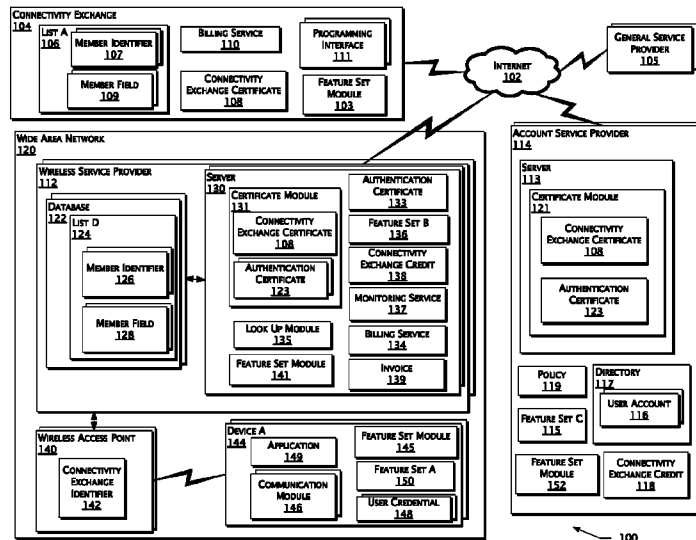 CONNECTIVITY EXCHANGE
104
LIST A
106
MEMBER IDENTIFIER
107
MEMBER FIELD
109
BILLING SERVICE
110
CONNECTIVITY
EXCHANGE CERTIFICATE
108
PROGRAMMING
INTERFACE
111
FEATURE SET
MODULE
103
INTERNET
102
GENERAL SERVICE
PROVIDER
105
WIDE AREA NETWORK
120
WIRELESS SERVICE PROVIDER
112
DATABASE
122
LIST D
124
MEMBER IDENTIFIER
126
MEMBER FIELD
128
SERVER
130
CERTIFICATE MODULE
131
CONNECTIVITY
EXCHANGE CERTIFICATE
108
AUTHENTICATION
CERTIFICATE
123
LOOK UP MODULE
135
FEATURE SET MODULE
141
AUTHENTICATION
CERTIFICATE
133
FEATURE SET B
136
CONNECTIVITY
EXCHANGE CREDIT
138
MONITORING SERVICE
137
BILLING SERVICE
134
INVOICE
139
WIRELESS ACCESS POINT
140
CONNECTIVITY
EXCHANGE
IDENTIFIER
142
DEVICE A
144
APPLICATION
149
COMMUNICATION
MODULE
146
FEATURE SET MODULE
145
FEATURE SET A
150
USER CREDENTIAL
148
ACCOUNT SERVICE PROVIDER
114
SERVER
113
CERTIFICATE MODULE
121
CONNECTIVITY
EXCHANGE CERTIFICATE
108
AUTHENTICATION
CERTIFICATE
123
POLICY
119
FEATURE SET C
115
DIRECTORY
117
USER ACCOUNT
116
FEATURE SET
MODULE
152
CONNECTIVITY
EXCHANGE CREDIT
118
100